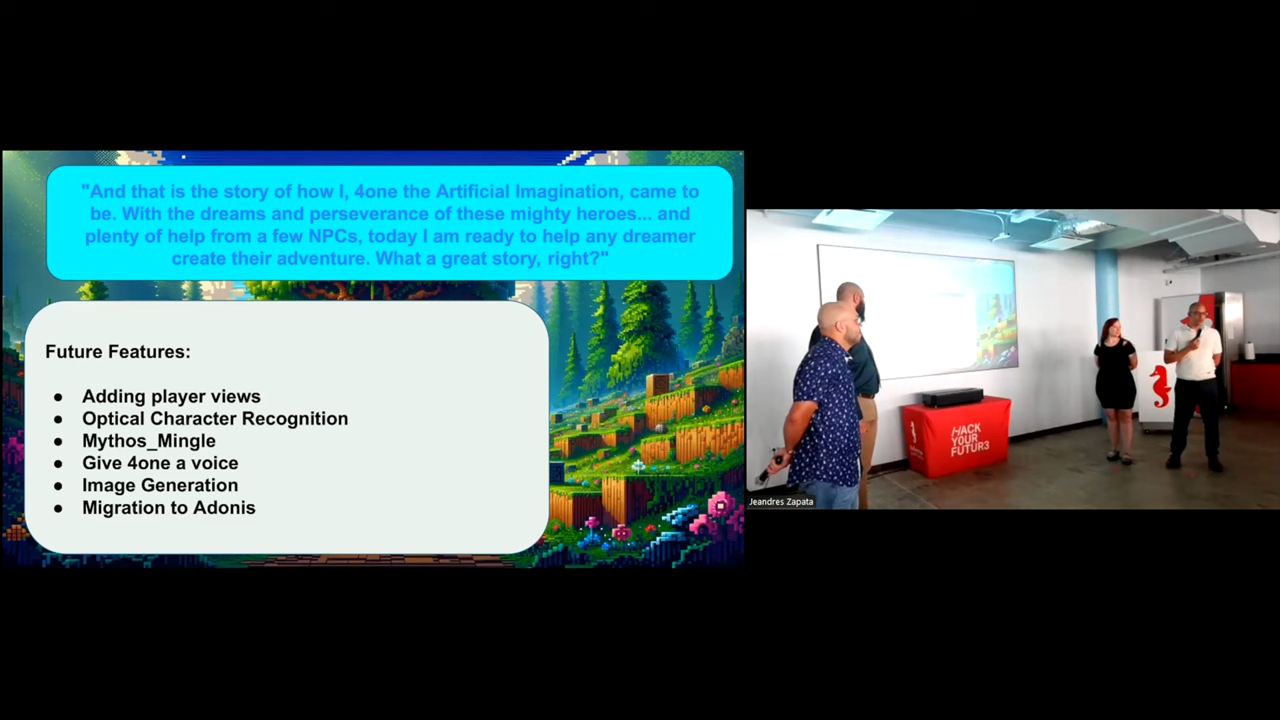 "And that is the story of how I, 4one the Artificial Imagination, came to
be. With the dreams and perseverance of these mighty heroes... and
plenty of help from a few NPCs, today I am ready to help any dreamer
create their adventure. What a great story, right?"
Future Features:
● Adding player views
● Optical Character Recognition
● Mythos_Mingle
● Give 4one a voice
● Image Generation
● Migration to Adonis
HACK
YOUR
FUTUR3
Jeandres Zapata